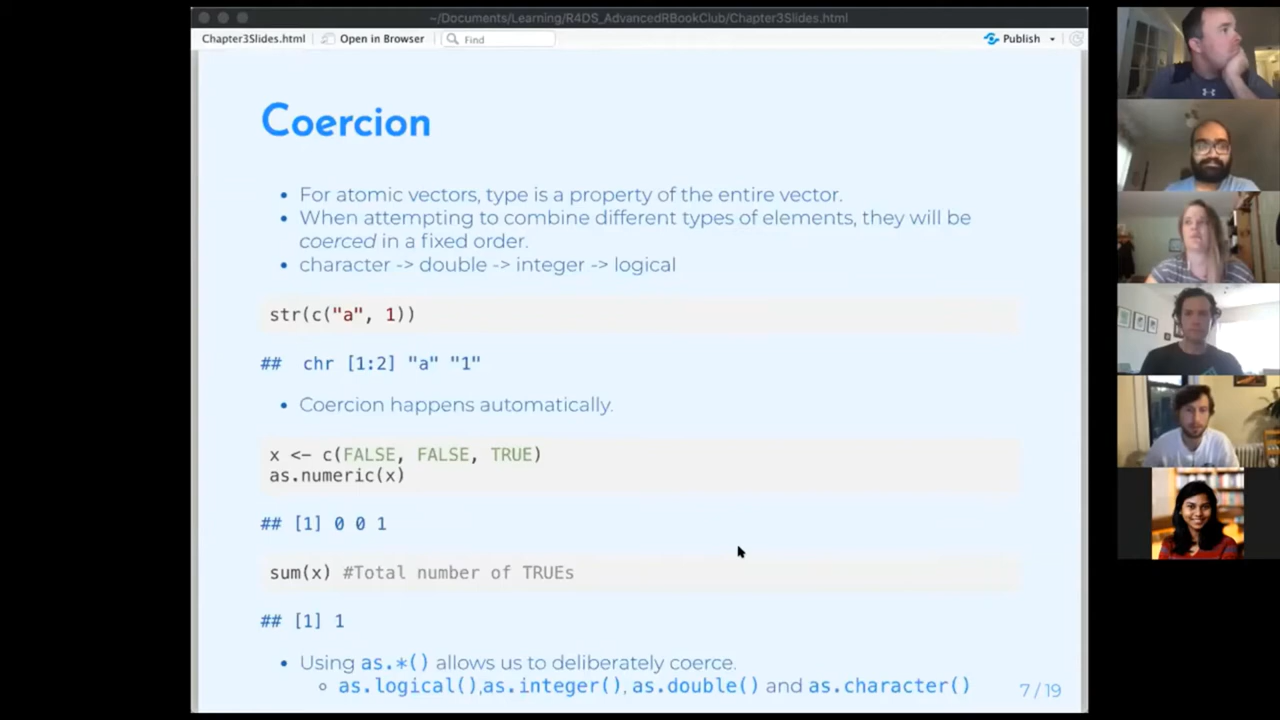 ~/Documents/Learning/R4DS_AdvancedRBookClub/Chapter3Slides.html
Chapter3Slides.html
Open in Browser
Find
Publish
Coercion
• For atomic vectors, type is a property of the entire vector.
• When attempting to combine different types of elements, they will be
coerced in a fixed order.
• character -> double -> integer -> logical
str(c("a", 1))
## chr [1:2] "a" "1"
• Coercion happens automatically.
x <- c(FALSE, FALSE, TRUE)
as.numeric(x)
## [1] 0 0 1
sum(x) #Total number of TRUEs
## [1] 1
• Using as.*() allows us to deliberately coerce.
◦ as.logical(),as.integer(), as.double() and as.character()
7 / 19